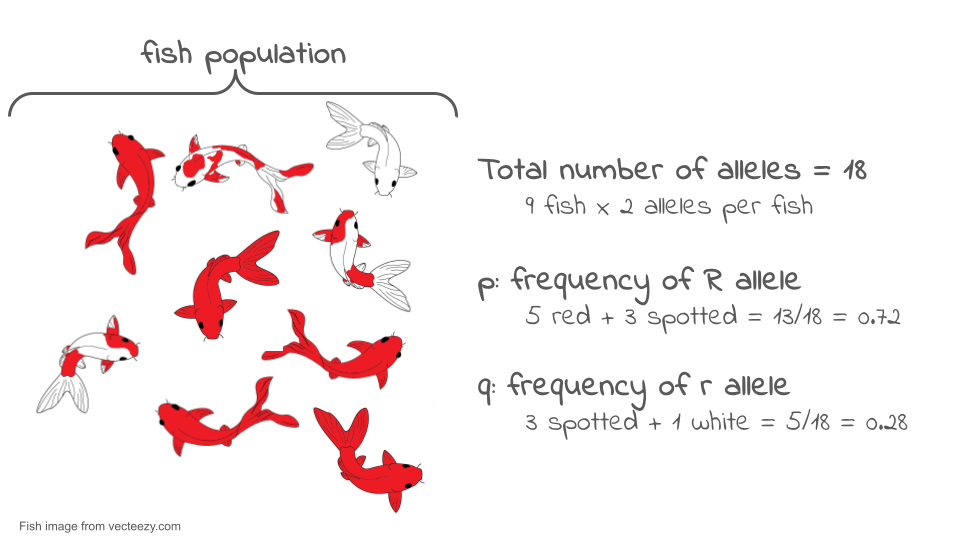 fish population
Total number of alleles = 18
9 fish x 2 alleles per fish
p: frequency of R allele
5 red + 3 spotted = 13/18 = 0.72
q: frequency of r allele
3 spotted + 1 white = 5/18 = 0.28
Fish image from vecteezy.com